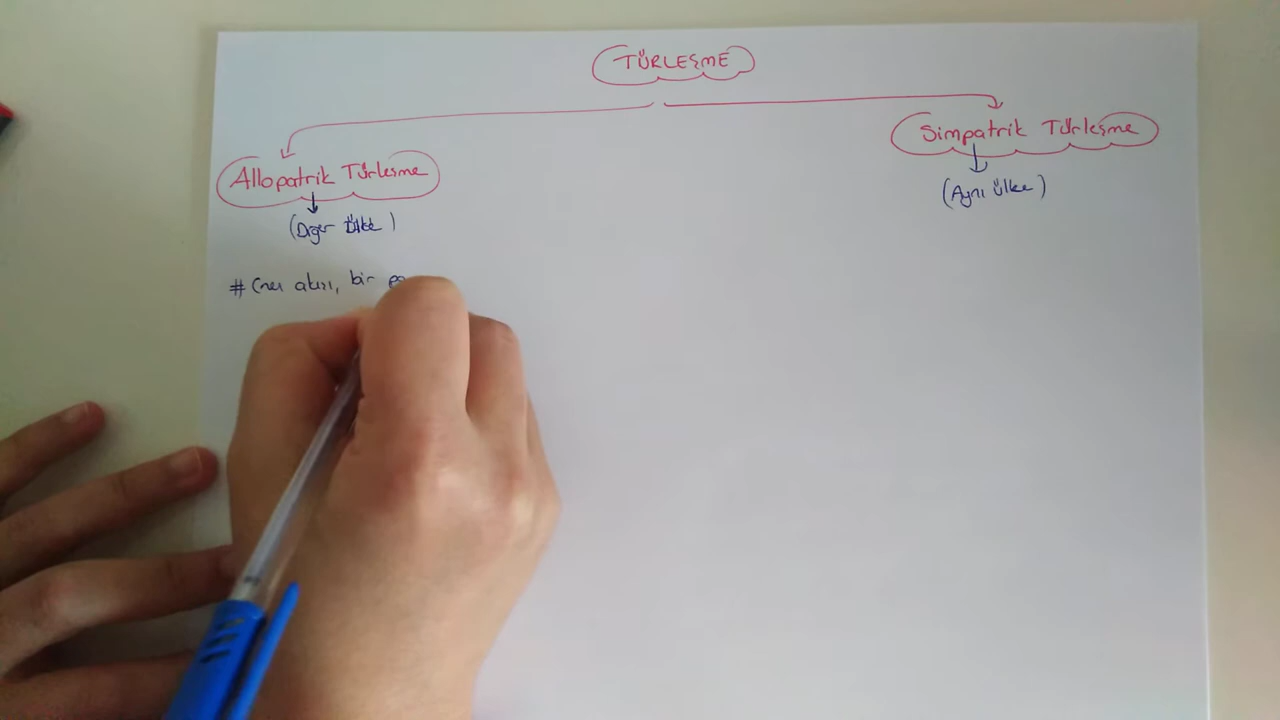 TÜRLEŞME
Allopatrik Türleşme
Simpatrik Türleşme
(Diğer ülke)
(Aynı ülke)
# Gen akışı, bir